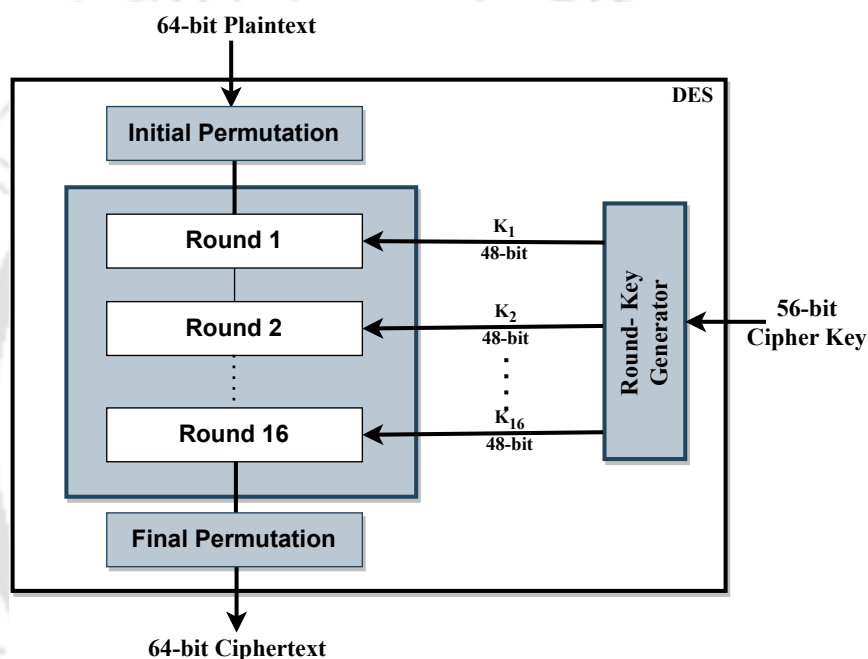 64-bit Plaintext
DES
Initial Permutation
Round 1
K1
48-bit
Round 2
K2
48-bit
Round 16
K16
48-bit
Round- Key
Generator
56-bit
Cipher Key
Final Permutation
64-bit Ciphertext